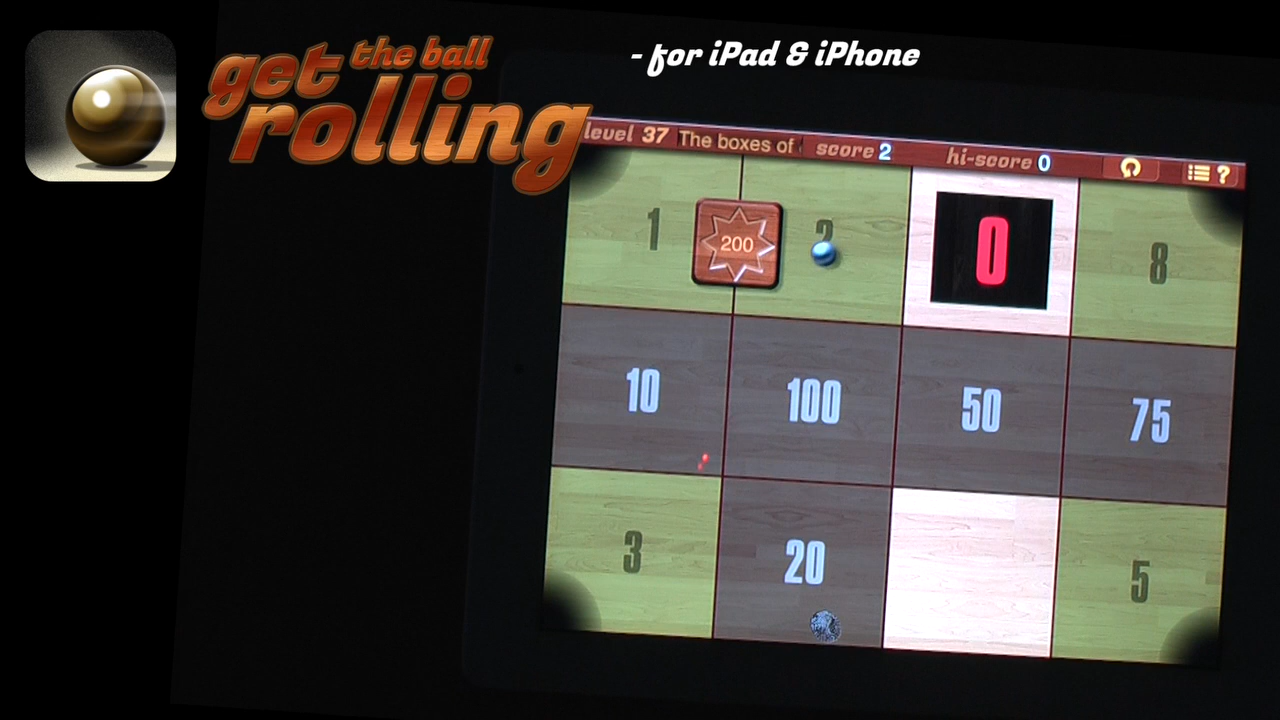 get the ball
rolling
- for iPad & iPhone
level 37 The boxes of score 2 hi-score 0 ?
1 200 2 0 8
10 100 50 75
3 20 5